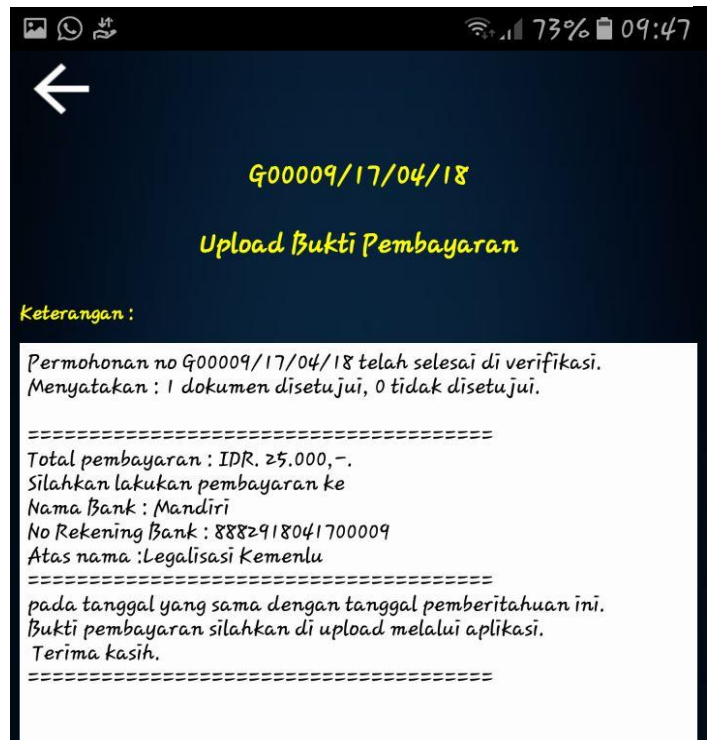 73% 09:47
G00009/17/04/18
Upload Bukti Pembayaran
Keterangan :
Permohonan no G00009/17/04/18 telah selesai di verifikasi.
Menyatakan : 1 dokumen disetujui, 0 tidak disetujui.
======================================
Total pembayaran : IDR. 25.000,-.
Silahkan lakukan pembayaran ke
Nama Bank : Mandiri
No Rekening Bank : 8882918041700009
Atas nama :Legalisasi Kemenlu
======================================
pada tanggal yang sama dengan tanggal pemberitahuan ini.
Bukti pembayaran silahkan di upload melalui aplikasi.
Terima kasih.
======================================